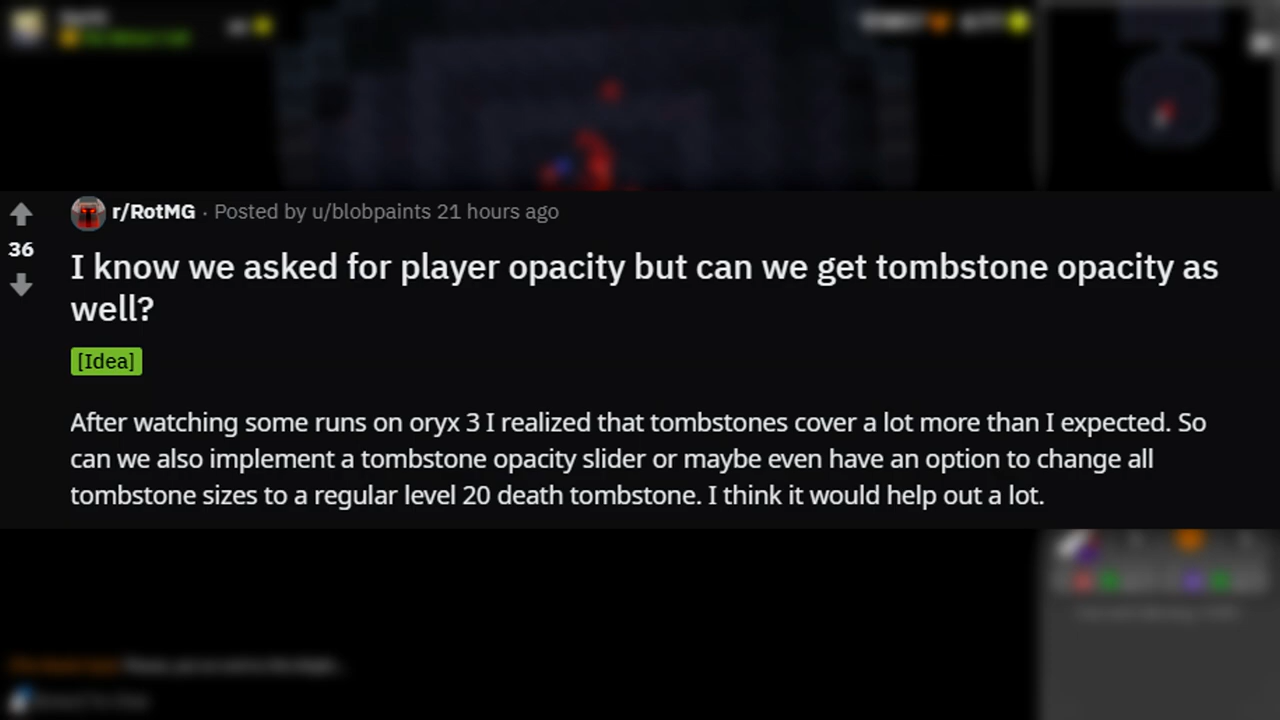 r/RotMG · Posted by u/blobpaints 21 hours ago
36
I know we asked for player opacity but can we get tombstone opacity as
well?
[Idea]
After watching some runs on oryx 3 I realized that tombstones cover a lot more than I expected. So
can we also implement a tombstone opacity slider or maybe even have an option to change all
tombstone sizes to a regular level 20 death tombstone. I think it would help out a lot.